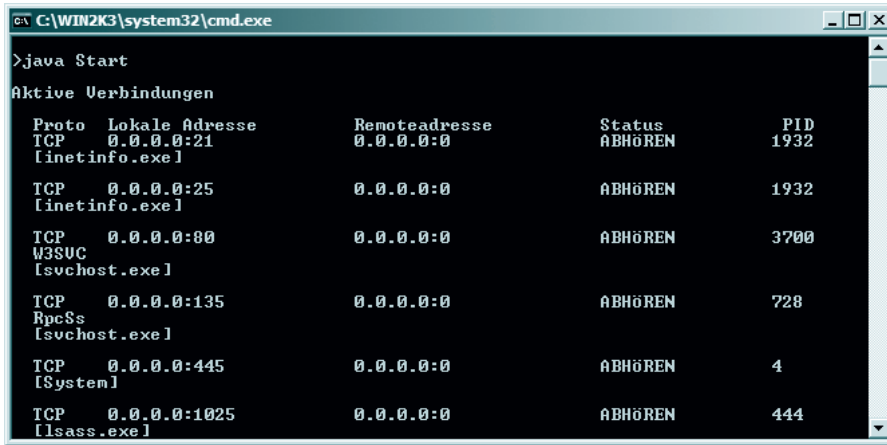 C:\WIN2K3\system32\cmd.exe
>java Start
Aktive Verbindungen
Proto Lokale Adresse Remoteadresse Status PID
TCP 0.0.0.0:21 0.0.0.0:0 ABHÖREN 1932
[inetinfo.exe]
TCP 0.0.0.0:25 0.0.0.0:0 ABHÖREN 1932
[inetinfo.exe]
TCP 0.0.0.0:80 0.0.0.0:0 ABHÖREN 3700
W3SVC
[svchost.exe]
TCP 0.0.0.0:135 0.0.0.0:0 ABHÖREN 728
RpcSs
[svchost.exe]
TCP 0.0.0.0:445 0.0.0.0:0 ABHÖREN 4
[System]
TCP 0.0.0.0:1025 0.0.0.0:0 ABHÖREN 444
[lsass.exe]